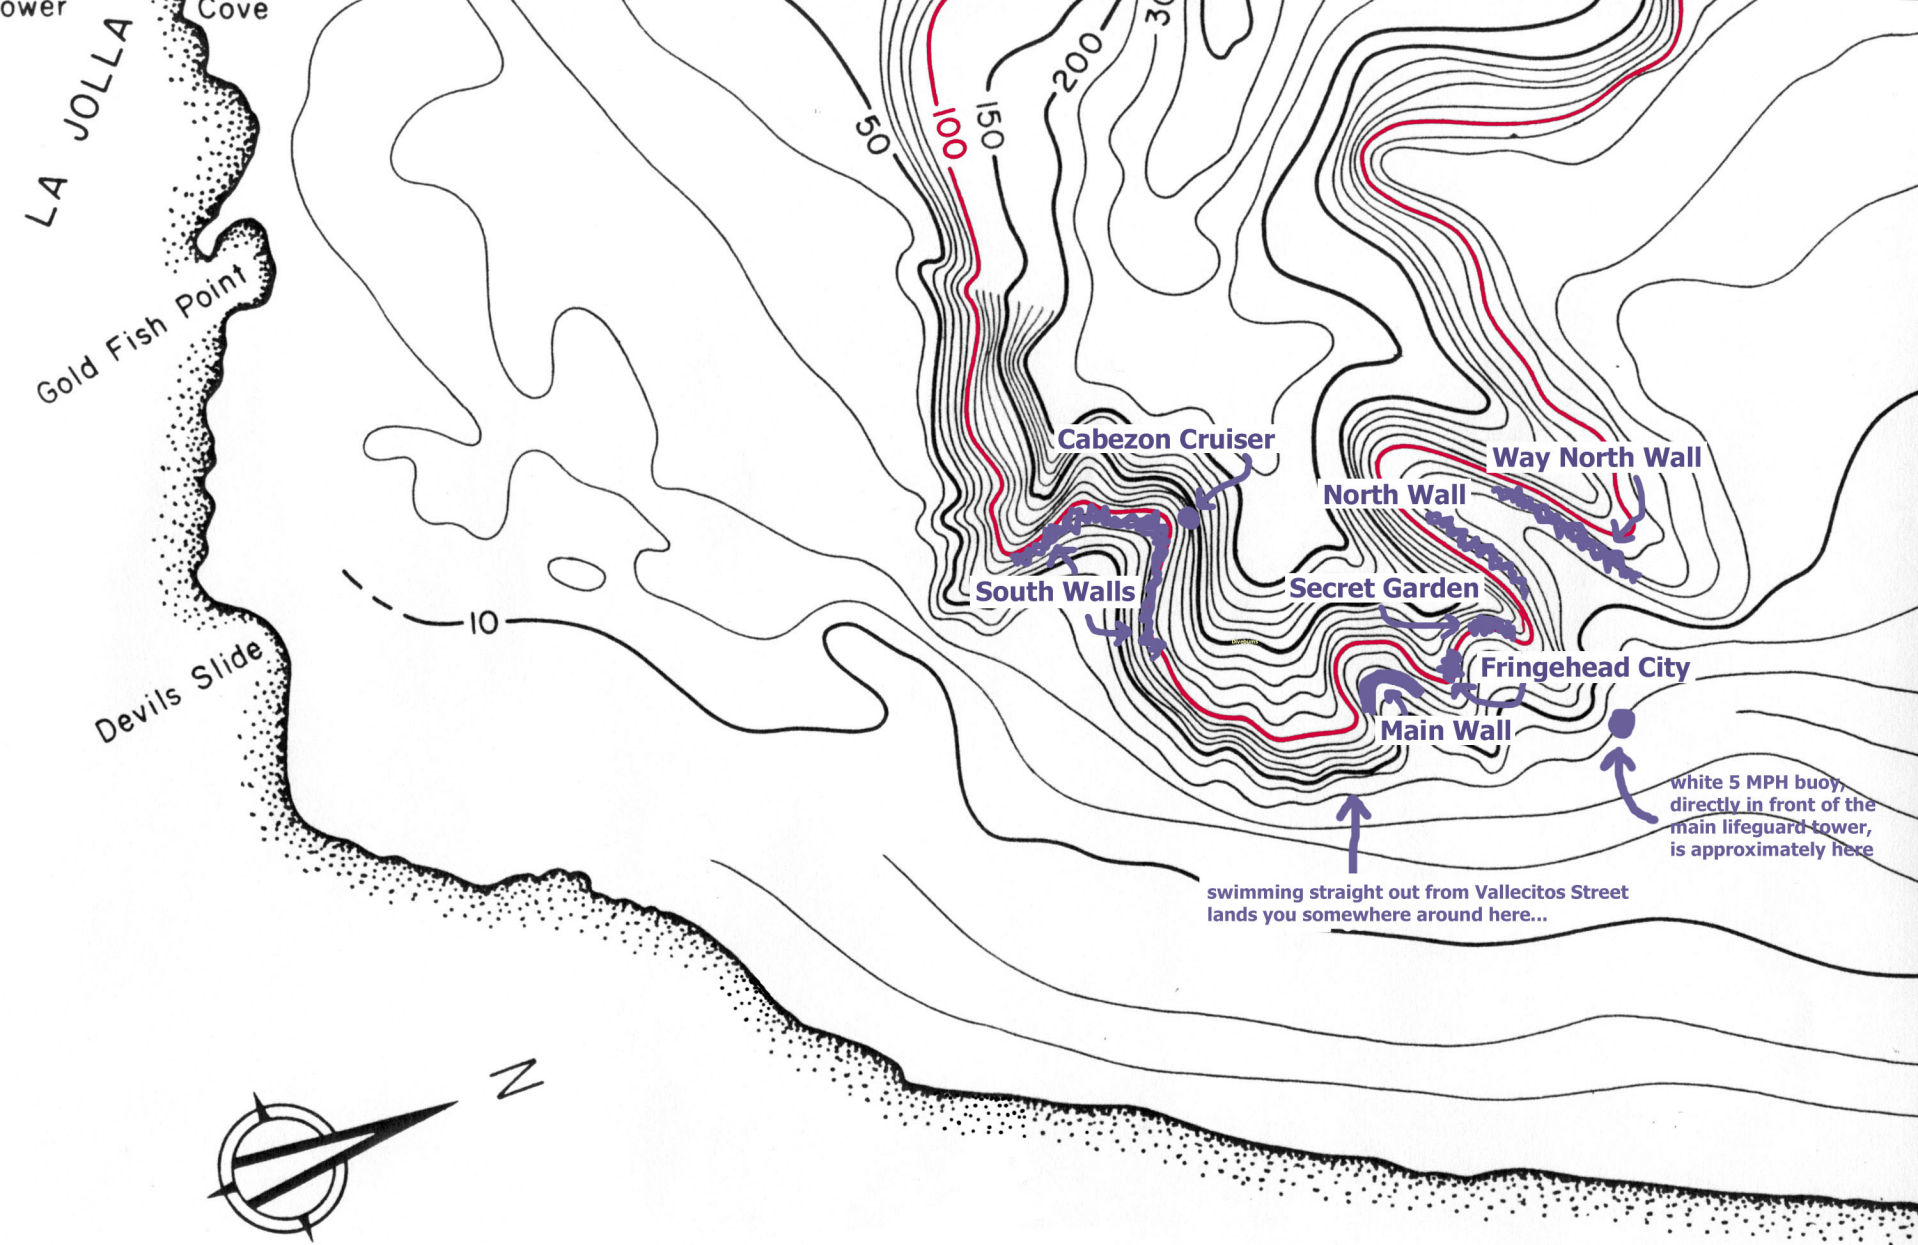 ower
Cove
LA JOLLA
30
200
50
100
150
Gold Fish Point
Cabezon Cruiser
Way North Wall
North Wall
South Walls
Secret Garden
10
Devils Slide
Fringehead City
Main Wall
white 5 MPH buoy,
directly in front of the
main lifeguard tower,
is approximately here
swimming straight out from Vallecitos Street
lands you somewhere around here...
N